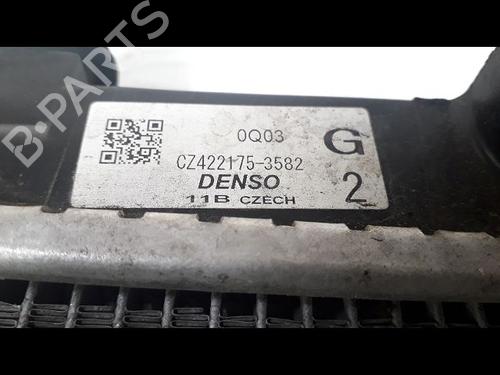 B-PARTS
0Q03
G
CZ422175-3582
DENSO
2
11B CZECH